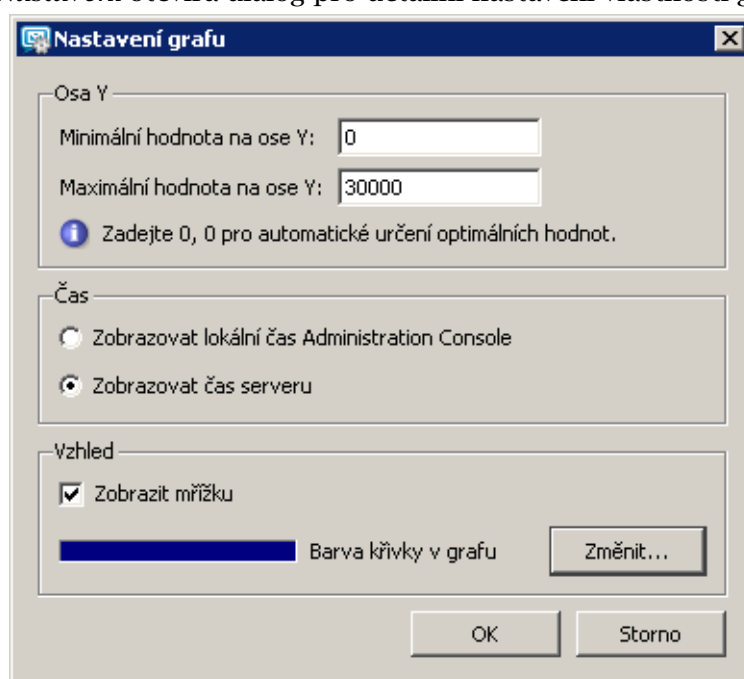 Nastavení grafu
Osa Y
Minimální hodnota na ose Y: 0
Maximální hodnota na ose Y: 30000
Zadejte 0, 0 pro automatické určení optimálních hodnot.
Čas
Zobrazovat lokální čas Administration Console
Zobrazovat čas serveru
Vzhled
Zobrazit mřížku
Barva křivky v grafu Změnit...
OK Storno